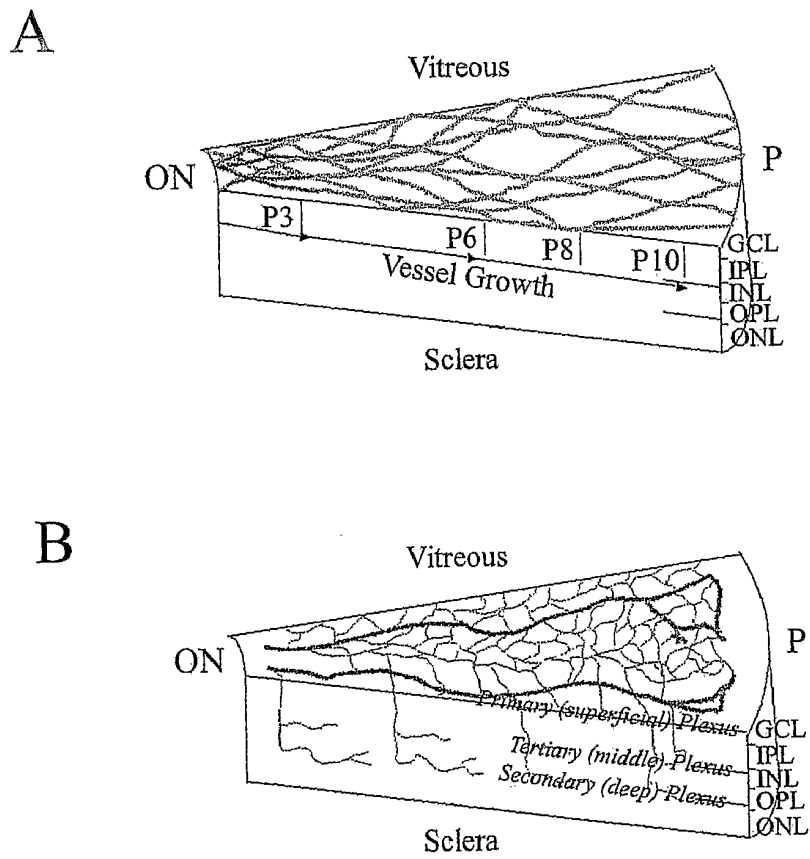 A
Vitreous
ON
P
P3
P6
P8
P10
Vessel Growth
GCL
IPL
INL
OPL
ONL
Sclera
B
Vitreous
ON
P
Primary (superficial) Plexus
Tertiary (middle) Plexus
Secondary (deep) Plexus
GCL
IPL
INL
OPL
ONL
Sclera